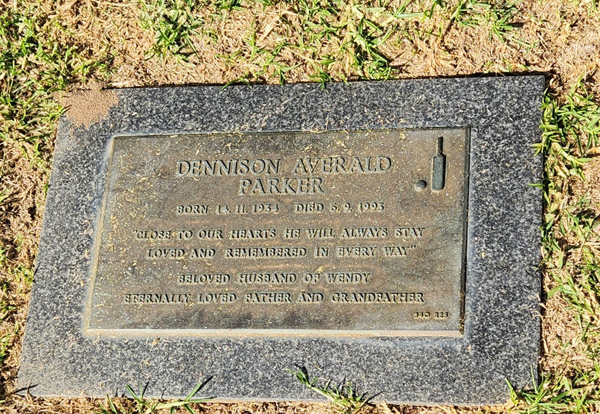 DENNISON AVERALD
PARKER
BORN 13.11.1934 DIED 6.9.1993
"CLOSE TO OUR HEARTS HE WILL ALWAYS STAY
LOVED AND REMEMBERED IN EVERY WAY"
BELOVED HUSBAND OF WENDY
ETERNALLY LOVED FATHER AND GRANDFATHER